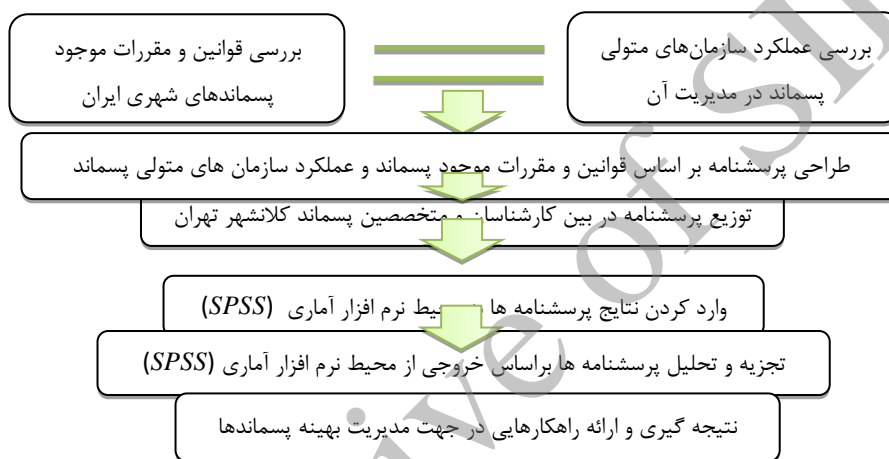 بررسی عملکرد سازمان‌های متولی
پسماند در مدیریت آن
بررسی قوانین و مقررات موجود
پسماندهای شهری ایران
طراحی پرسشنامه بر اساس قوانین و مقررات موجود پسماند و عملکرد سازمان های متولی پسماند
توزیع پرسشنامه در بین کارشناسان و متخصصین پسماند کلانشهر تهران
وارد کردن نتایج پرسشنامه ها نرم افزار آماری (SPSS)
تجزیه و تحلیل پرسشنامه ها براساس خروجی از محیط نرم افزار آماری (SPSS)
نتیجه گیری و ارائه راهکارهایی در جهت مدیریت بهینه پسماندها
ive of SI